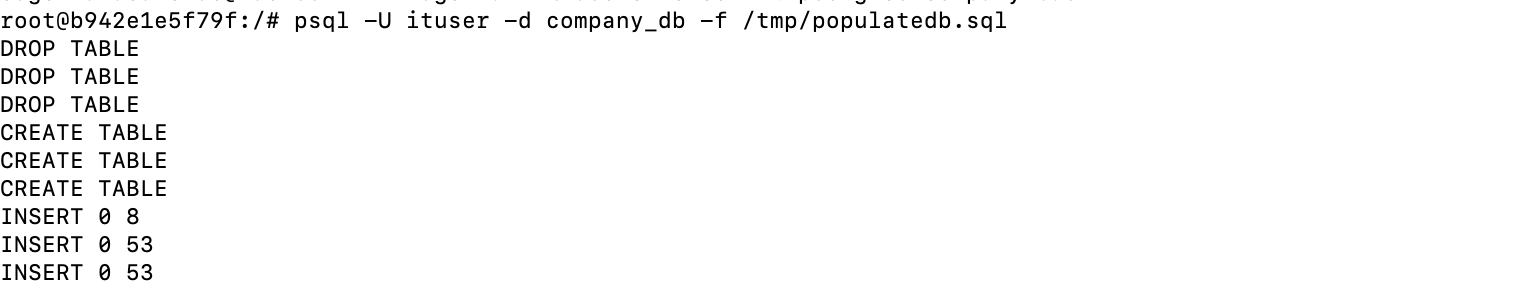 root@b942e1e5f79f:/# psql -U ituser -d company_db -f /tmp/populatedb.sql
DROP TABLE
DROP TABLE
DROP TABLE
CREATE TABLE
CREATE TABLE
CREATE TABLE
INSERT 0 8
INSERT 0 53
INSERT 0 53